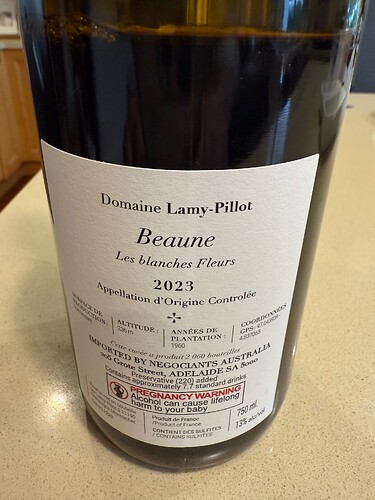 Domaine Lamy-Pillot
Beaune
Les blanches Fleurs
2023
Appellation d'Origine Controlée
ALTITUDE :
ANNÉES DE
PLANTATION :
1960
COORDONNÉES
Cette cuvée a produit 2 060 bouteilles
IMPORTED BY NEGOCIANTS AUSTRALIA
205 Grote Street, ADELAIDE SA 5000
Preservative (220) added
Contains approximately 7.7 standard drinks
PREGNANCY WARNING
Alcohol can cause lifelong
harm to your baby
Produit de France
/Product of France
CONTIENT DES SULFITES
/ CONTAINS SULFITES
750 ml
13% alcohol